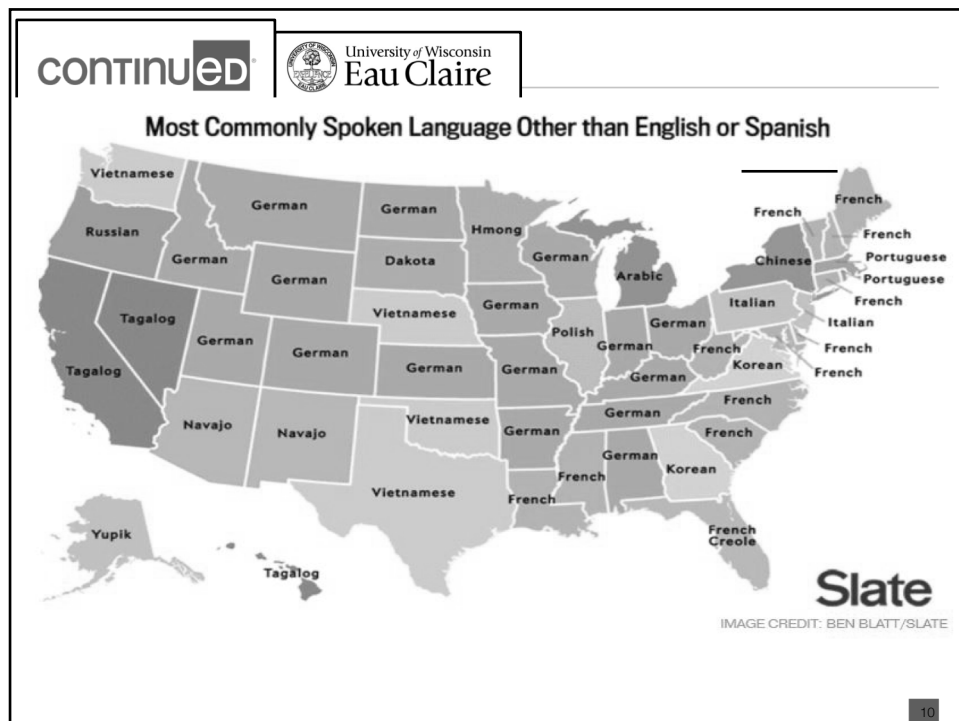 continued
University of Wisconsin
Eau Claire
Most Commonly Spoken Language Other than English or Spanish
Vietnamese
German
German
Hmong
French
French
French
Russian
German
German
Dakota
German
Arabic
Chinese
Portuguese
Portuguese
French
Tagalog
Tagalog
German
German
Vietnamese
German
German
German
Polish
German
German
French
German
Italian
Italian
French
French
Korean
Navajo
Navajo
Vietnamese
German
German
French
French
Vietnamese
French
French
German
Korean
Yupik
Tagalog
French
Creole
Slate
IMAGE CREDIT: BEN BLATT/SLATE
10